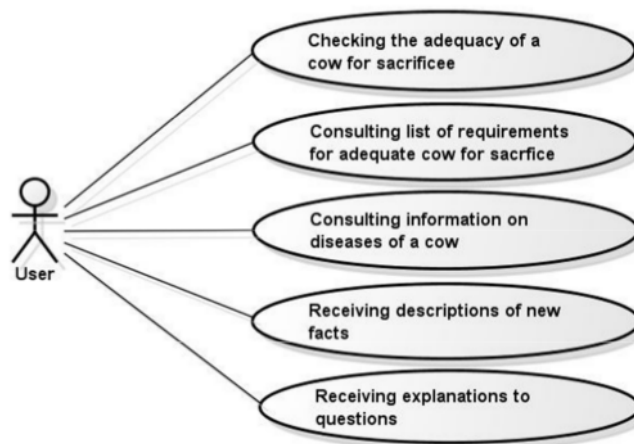 Checking the adequacy of a
cow for sacrificee
Consulting list of requirements
for adequate cow for sacrfice
Consulting information on
diseases of a cow
User
Receiving descriptions of new
facts
Receiving explanations to
questions